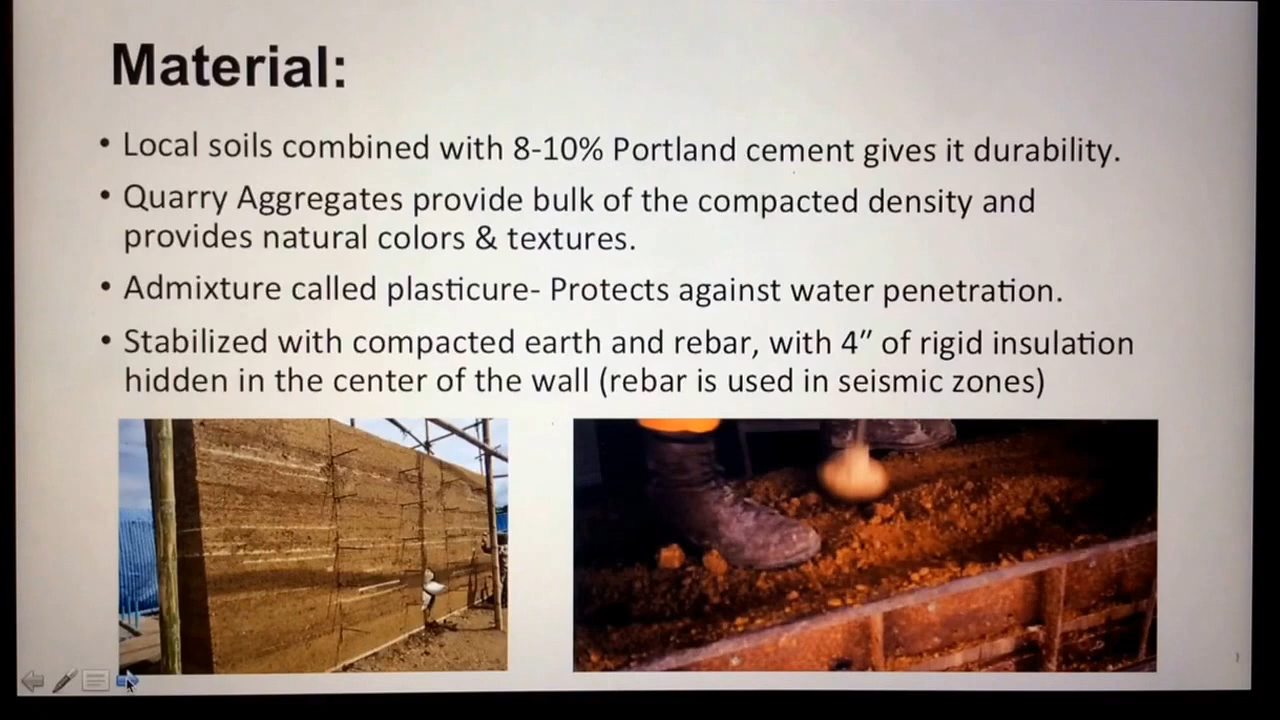 Material:
• Local soils combined with 8-10% Portland cement gives it durability.
• Quarry Aggregates provide bulk of the compacted density and
provides natural colors & textures.
• Admixture called plasticure- Protects against water penetration.
• Stabilized with compacted earth and rebar, with 4” of rigid insulation
hidden in the center of the wall (rebar is used in seismic zones)